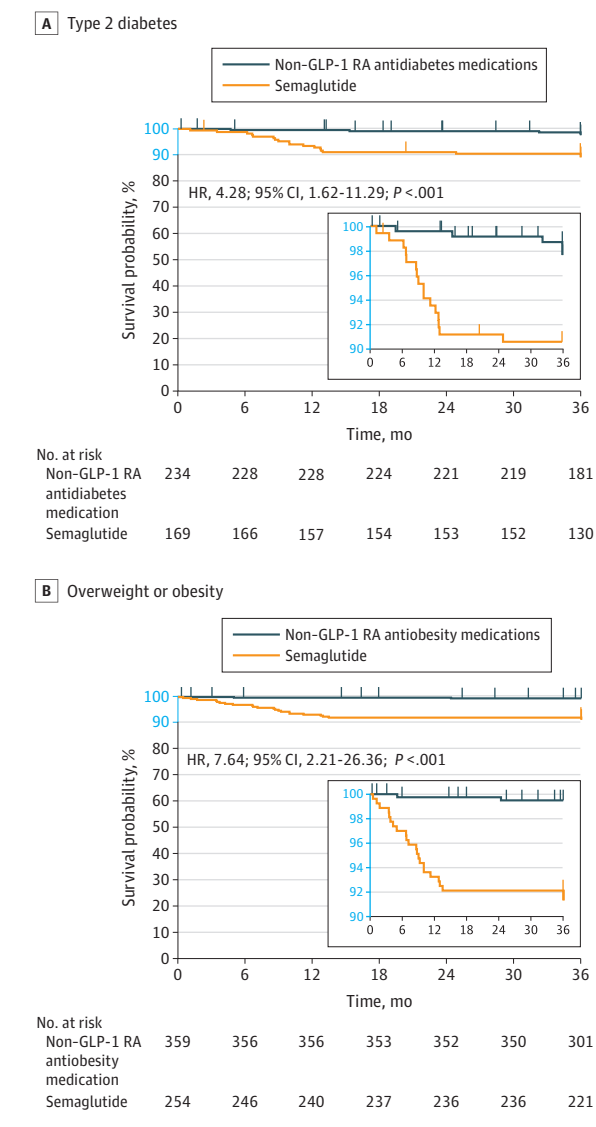 A Type 2 diabetes
Non-GLP-1 RA antidiabetes medications
Semaglutide
100
90
80
70
60
50
40
30
20
10
0
Survival probability, %
HR, 4.28; 95% CI, 1.62-11.29; P <.001
100
98
96
94
92
90
0 6 12 18 24 30 36
0 6 12 18 24 30 36
Time, mo
No. at risk
Non-GLP-1 RA 234 228 228 224 221 219 181
antidiabetes
medication
Semaglutide 169 166 157 154 153 152 130
B Overweight or obesity
Non-GLP-1 RA antiobesity medications
Semaglutide
100
90
80
70
60
50
40
30
20
10
0
Survival probability, %
HR, 7.64; 95% CI, 2.21-26.36; P <.001
100
98
96
94
92
90
0 6 12 18 24 30 36
0 6 12 18 24 30 36
Time, mo
No. at risk
Non-GLP-1 RA 359 356 356 353 352 350 301
antiobesity
medication
Semaglutide 254 246 240 237 236 236 221